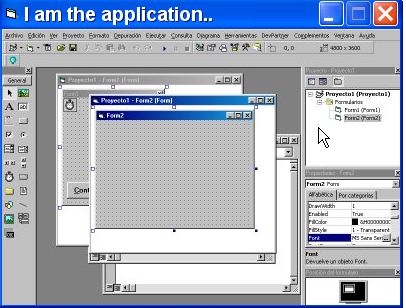 I am the application..
Archivo Edición Ver Proyecto Formato Depuración Ejecutar Consulta Diagrama Herramientas DevPartner Complementos Ventana Ayuda
0, 0 4800 x 3600
General
Proyecto1 - Form1 (Form)
Proyecto1 - Form2 (Form)
Form2
Cont
Proyecto - Proyecto1
Proyecto1 (Proyecto1)
Formularios
Form1 (Form1)
Form2 (Form2)
Propiedades - Form2
Form2 Form
Alfabética Por categorías
DrawWidth 1
Enabled True
FillColor &H0000000
FillStyle 1 - Transparent
Font MS Sans Ser ...
Font
Devuelve un objeto Font.
Posición del formulario